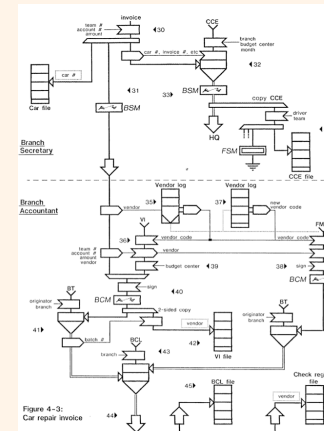 invoice
CCE
team #
account #
amount
30
branch
budget center
month
car #, invoice #, etc
32
car #
31
33
BSM
BSM
copy CCE
Car file
driver
team
HQ
FSM
Branch
Secretary
CCE file
Branch
Accountant
Vendor log
Vendor log
vendor
35
37
new
vendor code
VI
FM
36
vendor code
vendor code
team #
account #
amount
vendor
vendor
vendor
budget center
39
38
sign
sign
40
BCM
BCM
BT
2-sided copy
BT
originator
branch
originator
branch
vendor
41
42
batch #
VI file
BCL
43
branch
Check reg
file
45
BCL
file
vendor
Figure 4-3:
Car repair invoice
44